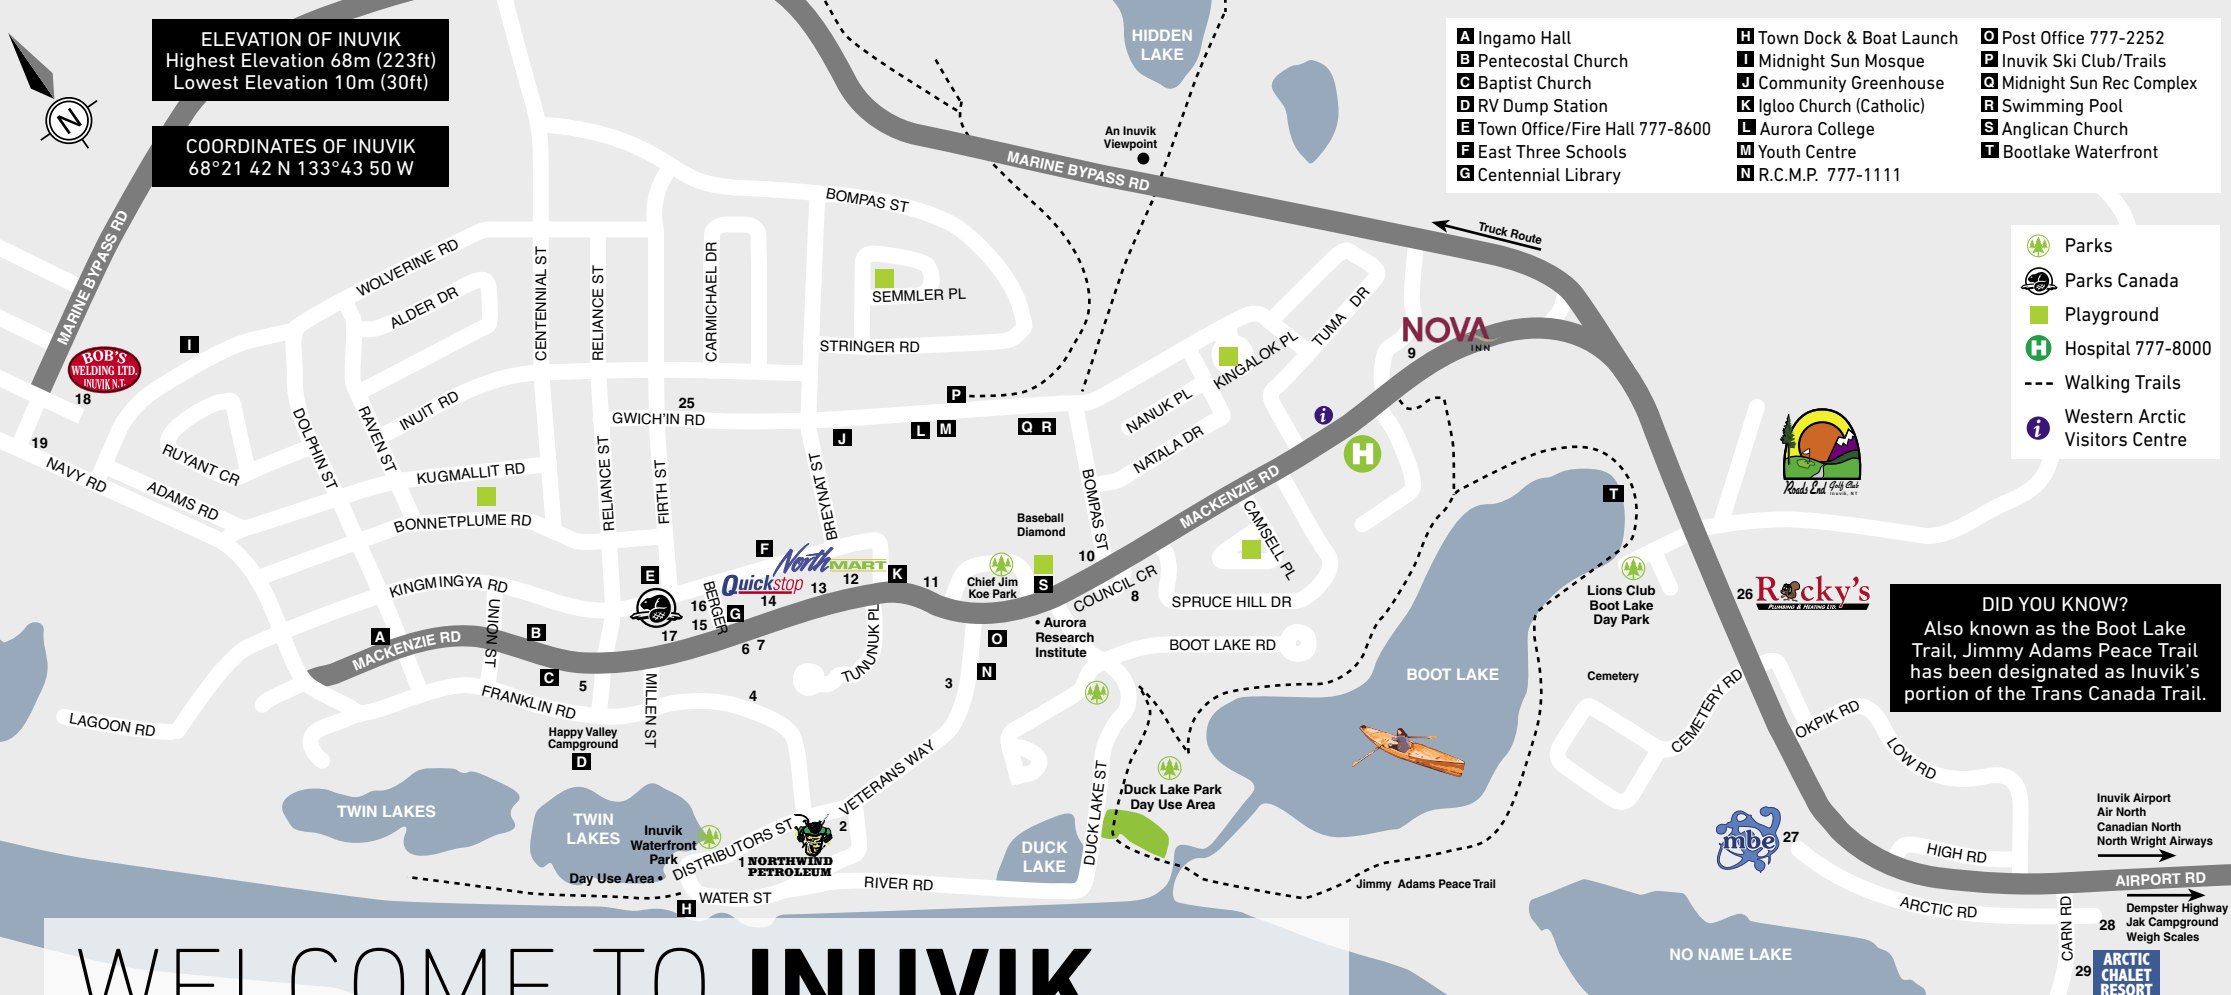 ELEVATION OF INUVIK
Highest Elevation 68m (223ft)
Lowest Elevation 10m (30ft)
COORDINATES OF INUVIK
68°21 42 N 133°43 50 W
N
HIDDEN
LAKE
An Inuvik
Viewpoint
MARINE BYPASS RD
Truck Route
A Ingamo Hall
B Pentecostal Church
C Baptist Church
D RV Dump Station
E Town Office/Fire Hall 777-8600
F East Three Schools
G Centennial Library
H Town Dock & Boat Launch
I Midnight Sun Mosque
J Community Greenhouse
K Igloo Church (Catholic)
L Aurora College
M Youth Centre
N R.C.M.P. 777-1111
O Post Office 777-2252
P Inuvik Ski Club/Trails
Q Midnight Sun Rec Complex
R Swimming Pool
S Anglican Church
T Bootlake Waterfront
Parks
Parks Canada
Playground
H Hospital 777-8000
Walking Trails
i Western Arctic
Visitors Centre
MARINE BYPASS RD
BOB'S
WELDING LTD.
INUVIK N.T.
18
19
I
NAVY RD
ADAMS RD
RUYANT CR
WOLVERINE RD
ALDER DR
DOLPHIN ST
RAVEN ST
INUIT RD
KUGMALLIT RD
BONNETPLUME RD
CENTENNIAL ST
RELIANCE ST
RELIANCE ST
FIRTH ST
CARMICHAEL DR
BOMPAS ST
SEMMLER PL
STRINGER RD
25
GWICH'IN RD
BREYNAT ST
J
L
M
P
Q
R
BOMPAS ST
NANUK PL
NATALA DR
KINGALOK PL
TUMA DR
NOVA
INN
9
i
H
MACKENZIE RD
CAMSELL PL
SPRUCE HILL DR
COUNCIL CR
8
10
Baseball
Diamond
Chief Jim
Koe Park
S
• Aurora
Research
Institute
BOOT LAKE RD
O
N
3
11
K
12
13
NorthMART
Quickstop
14
F
E
16
15
17
BERGER
G
6
7
TUNUNUK PL
4
KINGMINGYA RD
UNION ST
A
MACKENZIE RD
B
C
5
FRANKLIN RD
MILLEN ST
Happy Valley
Campground
D
LAGOON RD
TWIN LAKES
TWIN
LAKES
Inuvik
Waterfront
Park
Day Use Area •
DISTRIBUTORS ST
1
NORTHWIND
PETROLEUM
2
VETERANS WAY
WATER ST
H
RIVER RD
DUCK
LAKE
DUCK LAKE ST
Duck Lake Park
Day Use Area
BOOT LAKE
T
Lions Club
Boot Lake
Day Park
Cemetery
CEMETERY RD
Jimmy Adams Peace Trail
Roads End Golf Club
Inuvik, NT
26
Rocky's
PLUMBING & HEATING LTD.
DID YOU KNOW?
Also known as the Boot Lake
Trail, Jimmy Adams Peace Trail
has been designated as Inuvik's
portion of the Trans Canada Trail.
OKPIK RD
LOW RD
mbe
27
HIGH RD
ARCTIC RD
AIRPORT RD
CARN RD
Inuvik Airport
Air North
Canadian North
North Wright Airways
Dempster Highway
Jak Campground
Weigh Scales
28
29
ARCTIC
CHALET
RESORT
NO NAME LAKE
WELCOME TO INUVIK